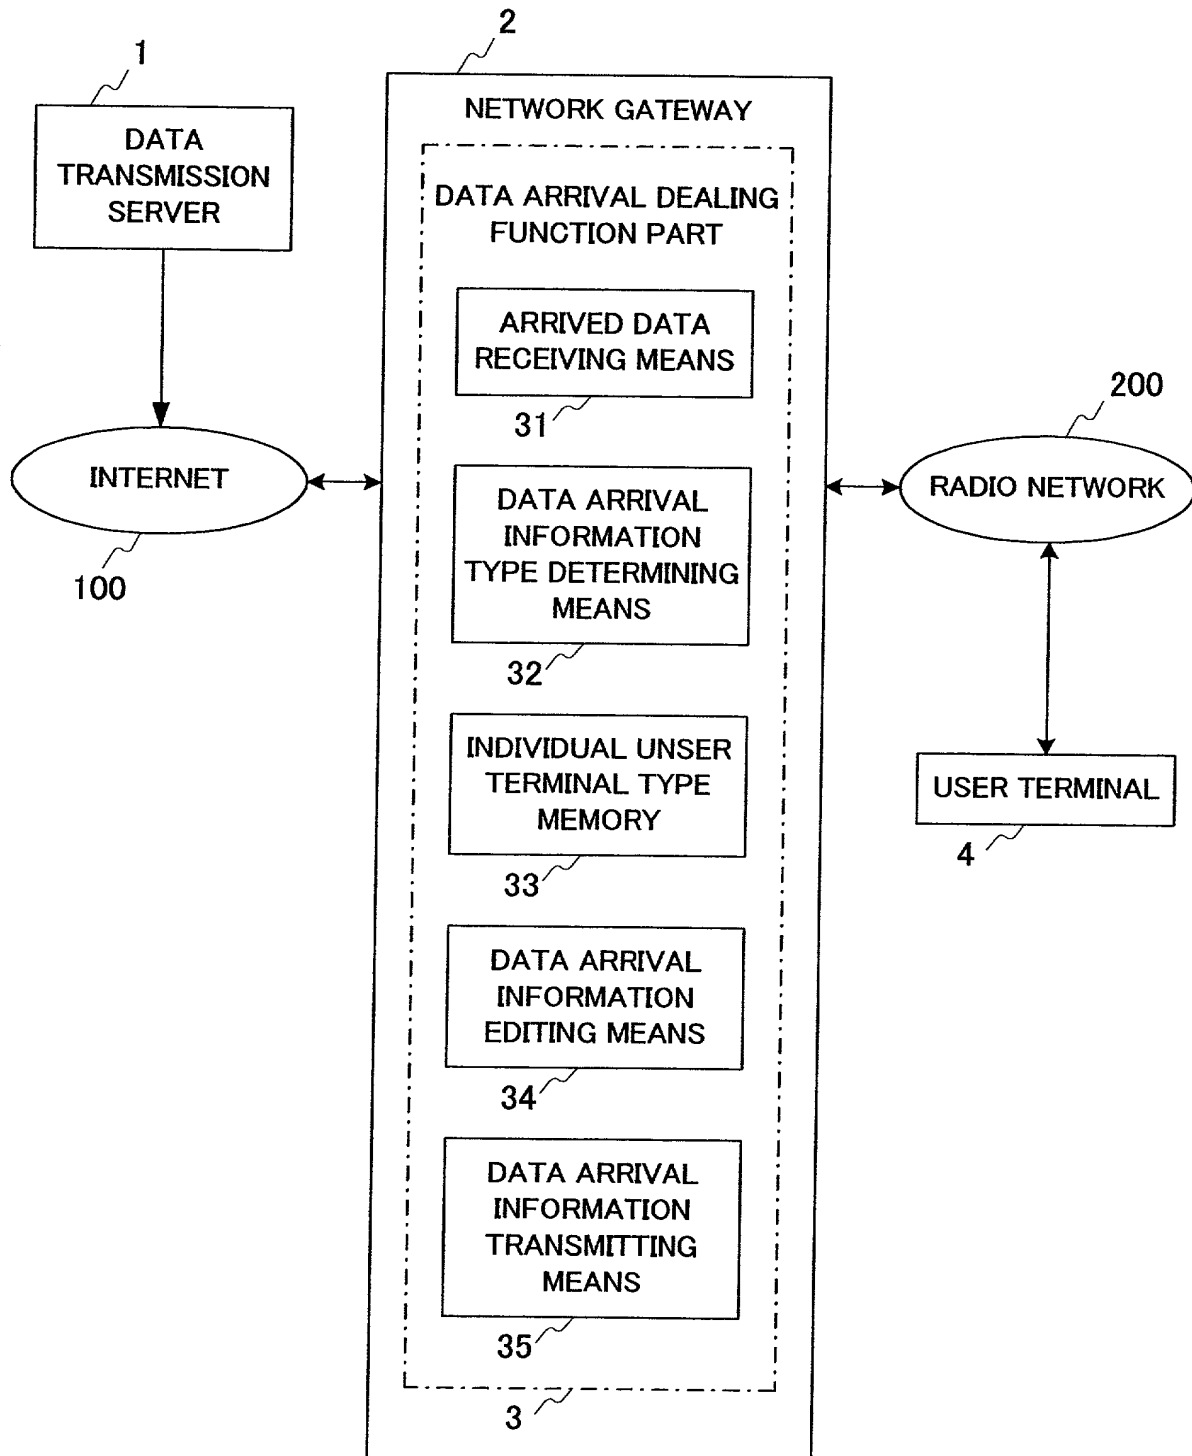 1
DATA
TRANSMISSION
SERVER
INTERNET
100
2
NETWORK GATEWAY
DATA ARRIVAL DEALING
FUNCTION PART
ARRIVED DATA
RECEIVING MEANS
31
DATA ARRIVAL
INFORMATION
TYPE DETERMINING
MEANS
32
INDIVIDUAL UNSER
TERMINAL TYPE
MEMORY
33
DATA ARRIVAL
INFORMATION
EDITING MEANS
34
DATA ARRIVAL
INFORMATION
TRANSMITTING
MEANS
35
3
200
RADIO NETWORK
USER TERMINAL
4